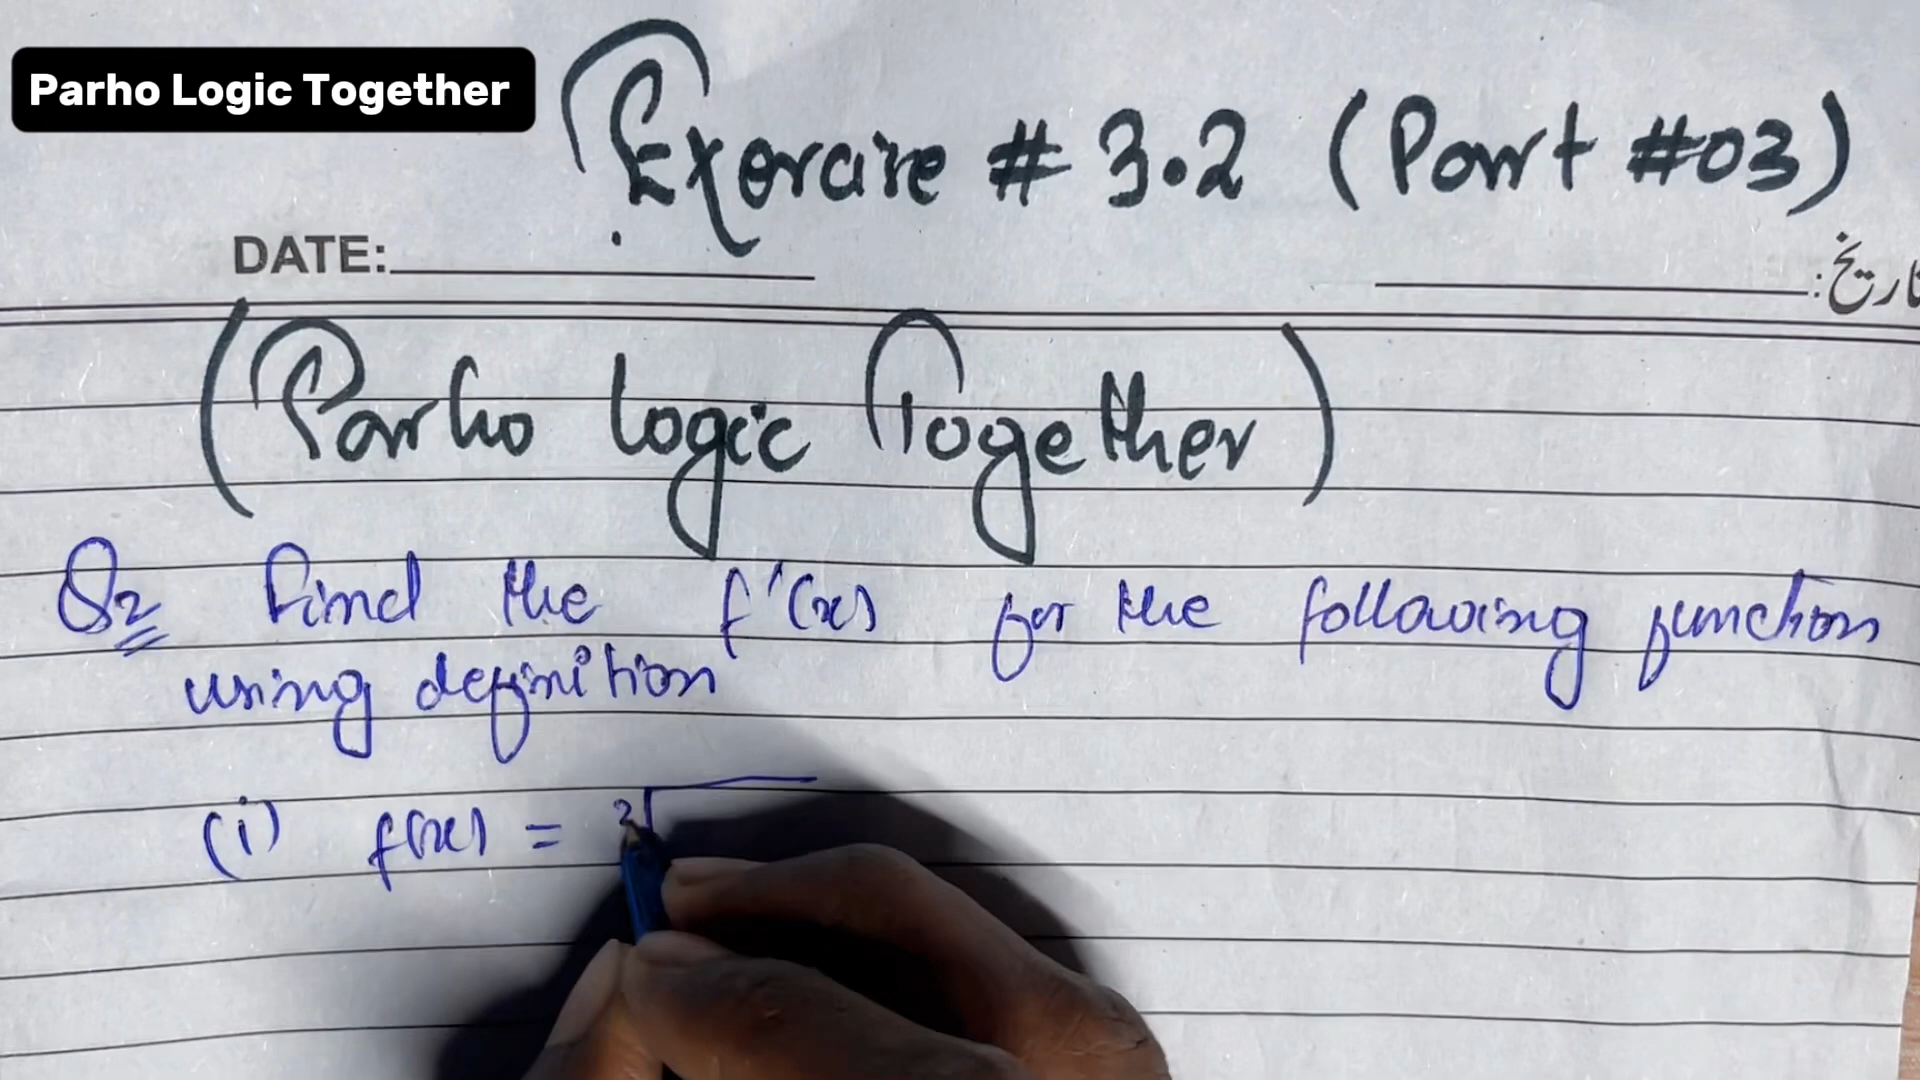 Parho Logic Together
Exercise # 3.2 (Part #03)
DATE:
تاریخ:
(Parho Logic Together)
Q2 Find the f'(x) for the following function
using definition
(i) f(x) = ∛